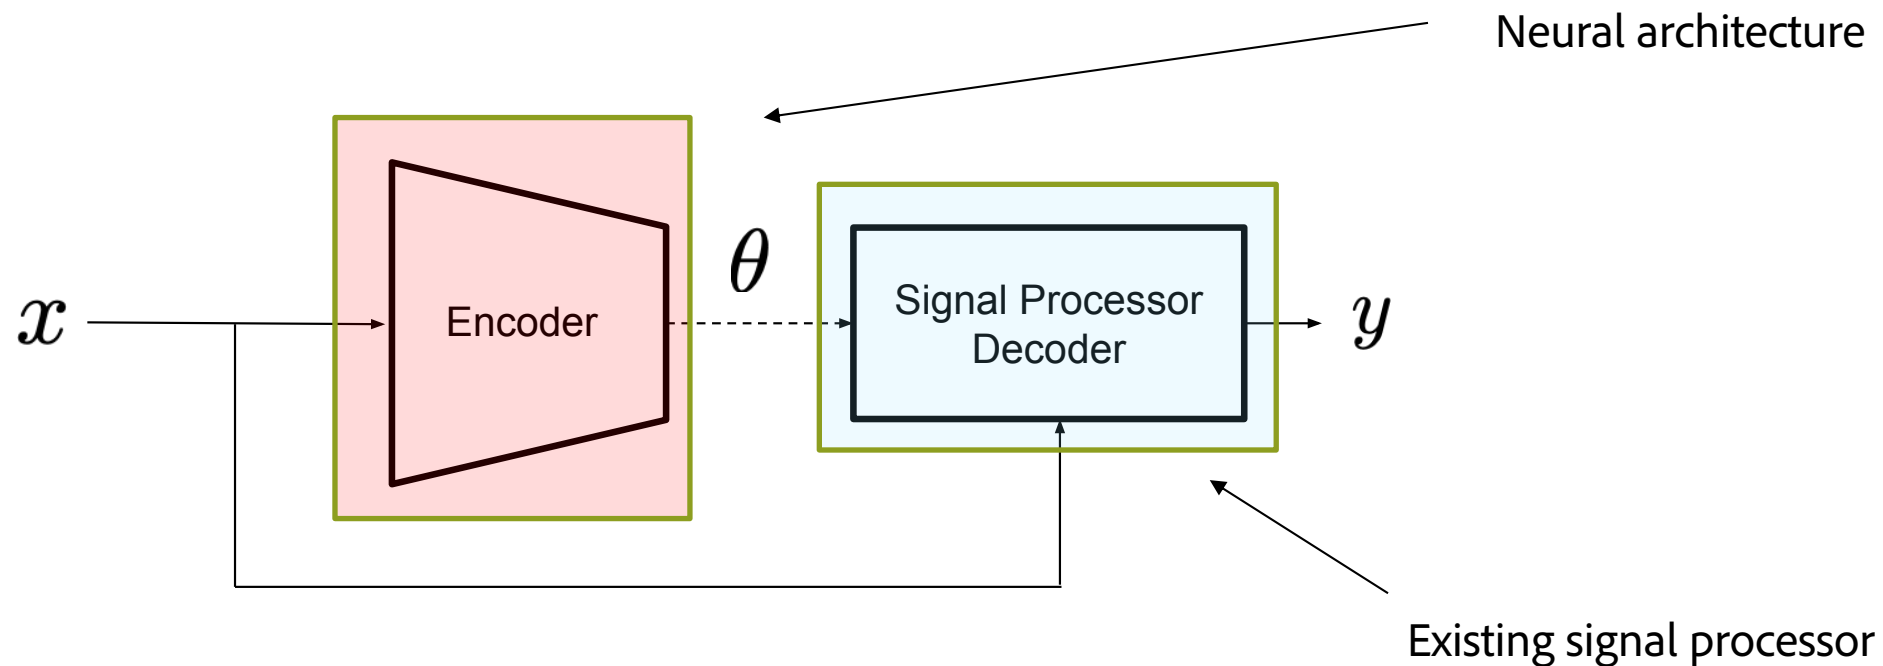 Neural architecture
x
Encoder
θ
Signal Processor
Decoder
y
Existing signal processor